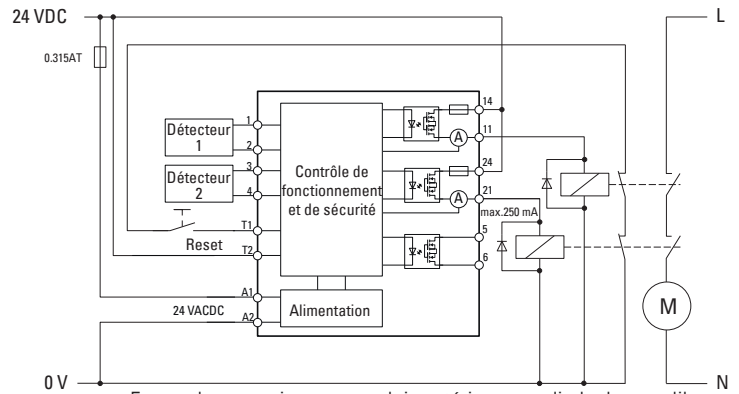 24 VDC
L
0.315AT
14
Détecteur
1
1
2
11
A
Détecteur
2
3
4
24
Contrôle de
fonctionnement
et de sécurité
21
A
max.250 mA
T1
Reset
5
T2
6
A1
24 VACDC
Alimentation
A2
M
0 V
N